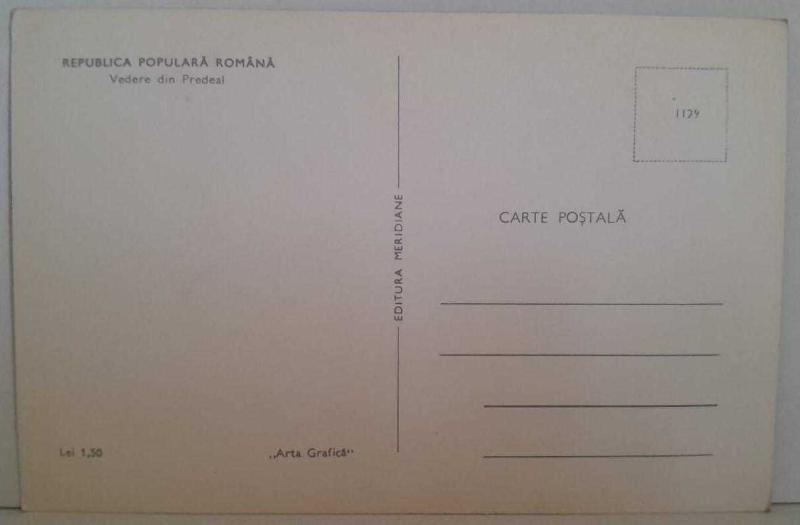 REPUBLICA POPULARĂ ROMÂNĂ
Vedere din Predeal
Lei 1,50
„Arta Grafică”
EDITURA MERIDIANE
1129
CARTE POȘTALĂ